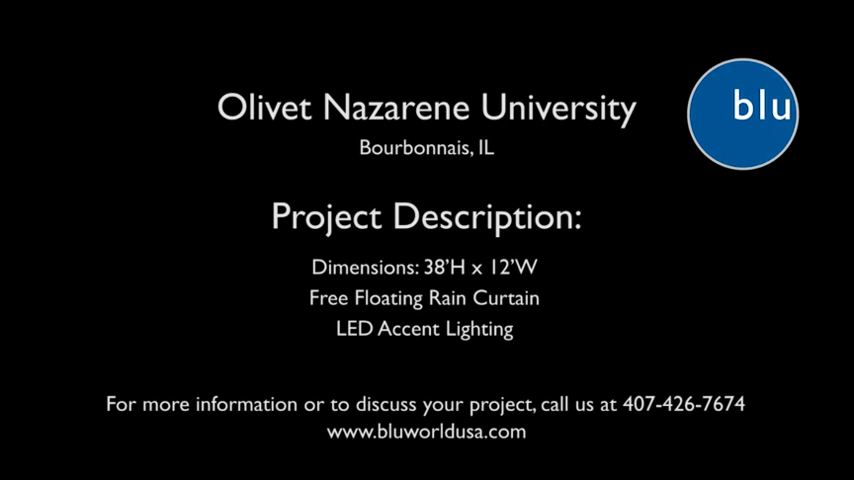 Olivet Nazarene University
blu
Bourbonnais, IL
Project Description:
Dimensions: 38'H x 12'W
Free Floating Rain Curtain
LED Accent Lighting
For more information or to discuss your project, call us at 407-426-7674
www.bluworldusa.com